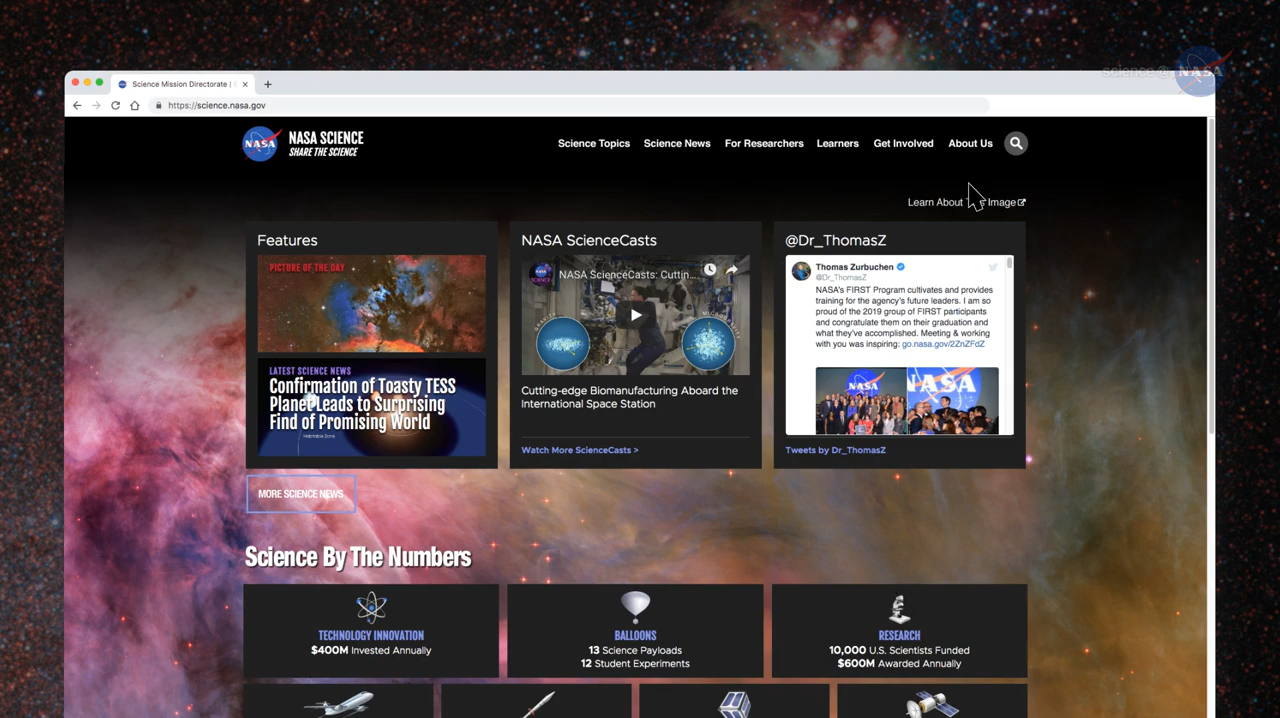 science@NASA
Science Mission Directorate |
https://science.nasa.gov
NASA
NASA SCIENCE
SHARE THE SCIENCE
Science Topics
Science News
For Researchers
Learners
Get Involved
About Us
Learn About
Image
Features
PICTURE OF THE DAY
LATEST SCIENCE NEWS
Confirmation of Toasty TESS
Planet Leads to Surprising
Find of Promising World
Habitable Zone
MORE SCIENCE NEWS
NASA ScienceCasts
NASA ScienceCasts: Cuttin...
Cutting-edge Biomanufacturing Aboard the
International Space Station
Watch More ScienceCasts >
@Dr_ThomasZ
Thomas Zurbuchen
@Dr_ThomasZ
NASA's FIRST Program cultivates and provides
training for the agency's future leaders. I am so
proud of the 2019 group of FIRST participants
and congratulate them on their graduation and
what they've accomplished. Meeting & working
with you was inspiring: go.nasa.gov/2ZnZFdZ
NASA
NASA
Tweets by Dr_ThomasZ
Science By The Numbers
TECHNOLOGY INNOVATION
$400M Invested Annually
BALLOONS
13 Science Payloads
12 Student Experiments
RESEARCH
10,000 U.S. Scientists Funded
$600M Awarded Annually